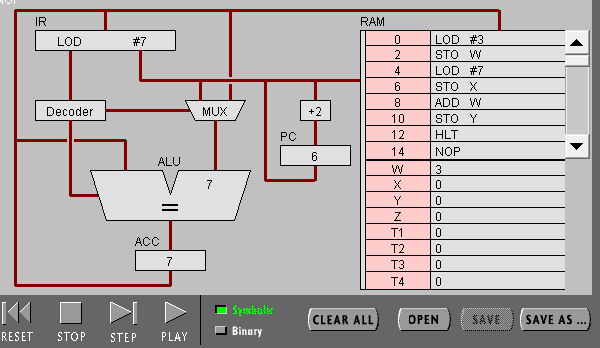 IR
LOD #7
Decoder
MUX
+2
PC
6
ALU
7
=
ACC
7
RAM
0 LOD #3
2 STO W
4 LOD #7
6 STO X
8 ADD W
10 STO Y
12 HLT
14 NOP
W 3
X 0
Y 0
Z 0
T1 0
T2 0
T3 0
T4 0
RESET STOP STEP PLAY
Symbolic
Binary
CLEAR ALL OPEN SAVE SAVE AS ...